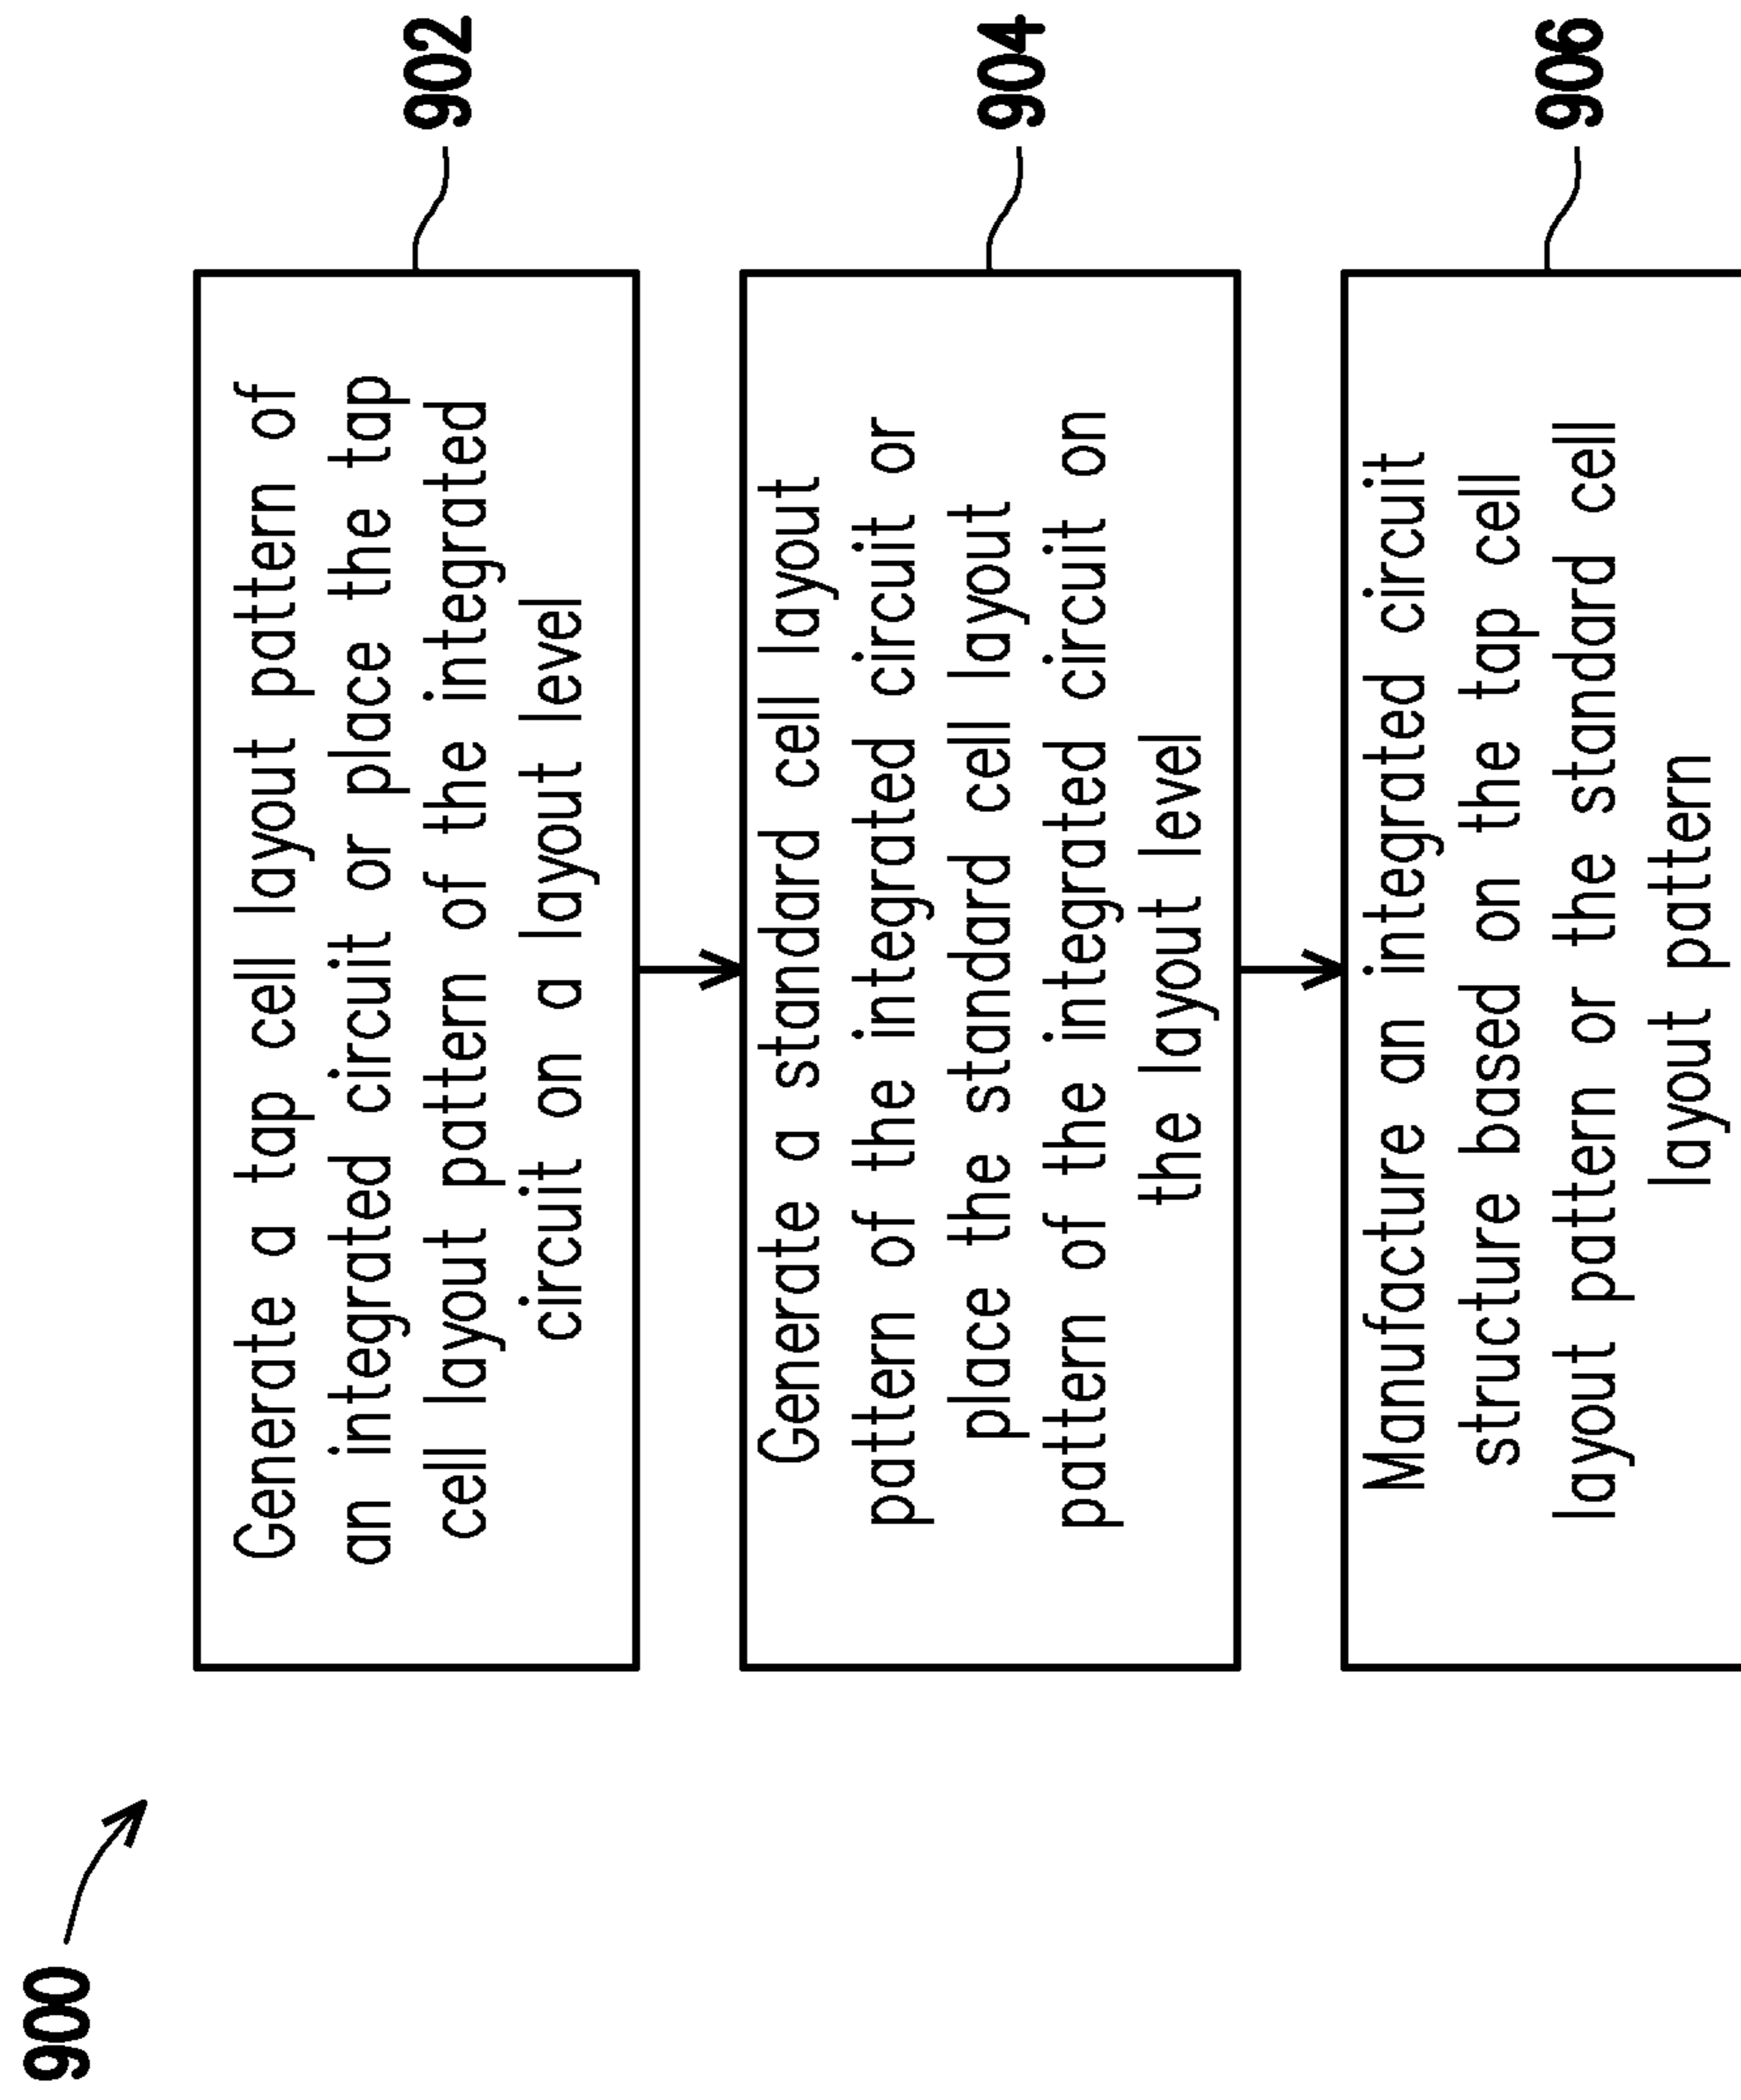 900
Generate a tap cell layout pattern of
an integrated circuit or place the tap
cell layout pattern of the integrated
circuit on a layout level
902
Generate a standard cell layout
pattern of the integrated circuit or
place the standard cell layout
pattern of the integrated circuit on
the layout level
904
Manufacture an integrated circuit
structure based on the tap cell
layout pattern or the standard cell
layout pattern
906